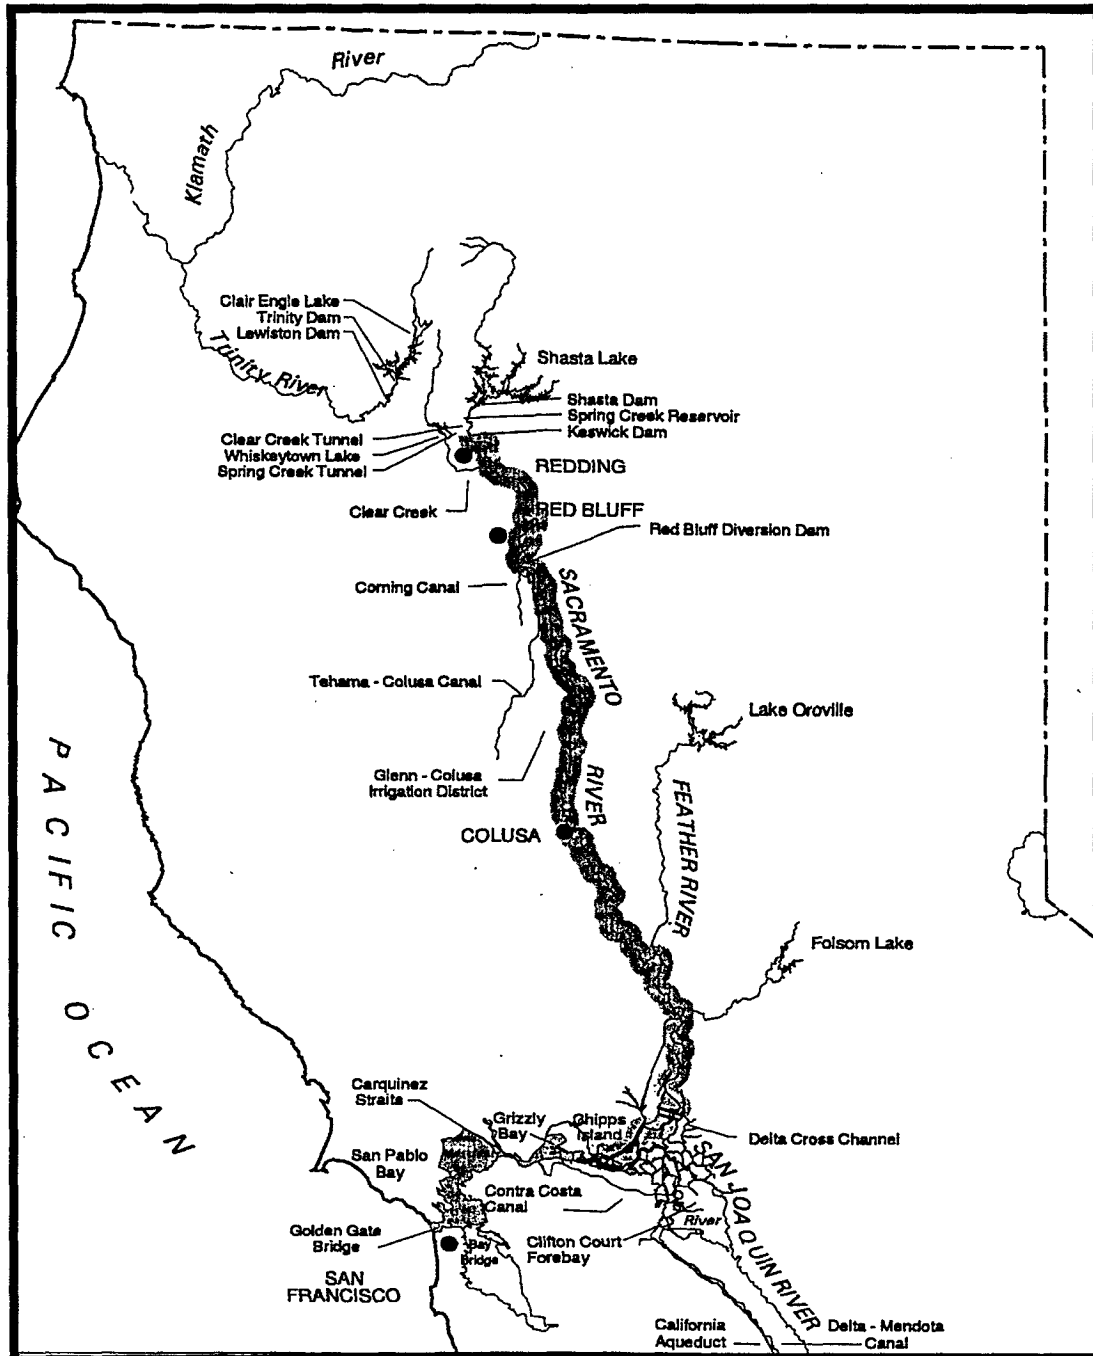 River
Klamath
Clair Engle Lake
Trinity Dam
Lewiston Dam
Trinity River
Shasta Lake
Shasta Dam
Spring Creek Reservoir
Keswick Dam
Clear Creek Tunnel
Whiskeytown Lake
Spring Creek Tunnel
REDDING
Clear Creek
RED BLUFF
Red Bluff Diversion Dam
Corning Canal
SACRAMENTO
RIVER
Tehama - Colusa Canal
Lake Oroville
Glenn - Colusa
Irrigation District
FEATHER RIVER
COLUSA
PACIFIC OCEAN
Folsom Lake
Carquinez
Straits
Grizzly
Bay
Chipps
Island
Delta Cross Channel
San Pablo
Bay
SAN JOAQUIN RIVER
Contra Costa
Canal
River
Golden Gate
Bridge
Bay
Bridge
Clifton Court
Forebay
SAN
FRANCISCO
California
Aqueduct
Delta - Mendota
Canal